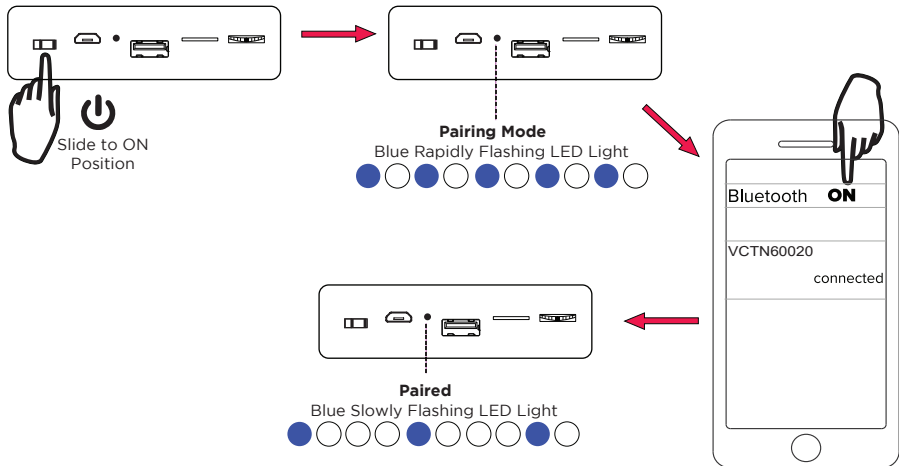 Slide to ON
Position
Pairing Mode
Blue Rapidly Flashing LED Light
Bluetooth ON
VCTN60020
connected
Paired
Blue Slowly Flashing LED Light